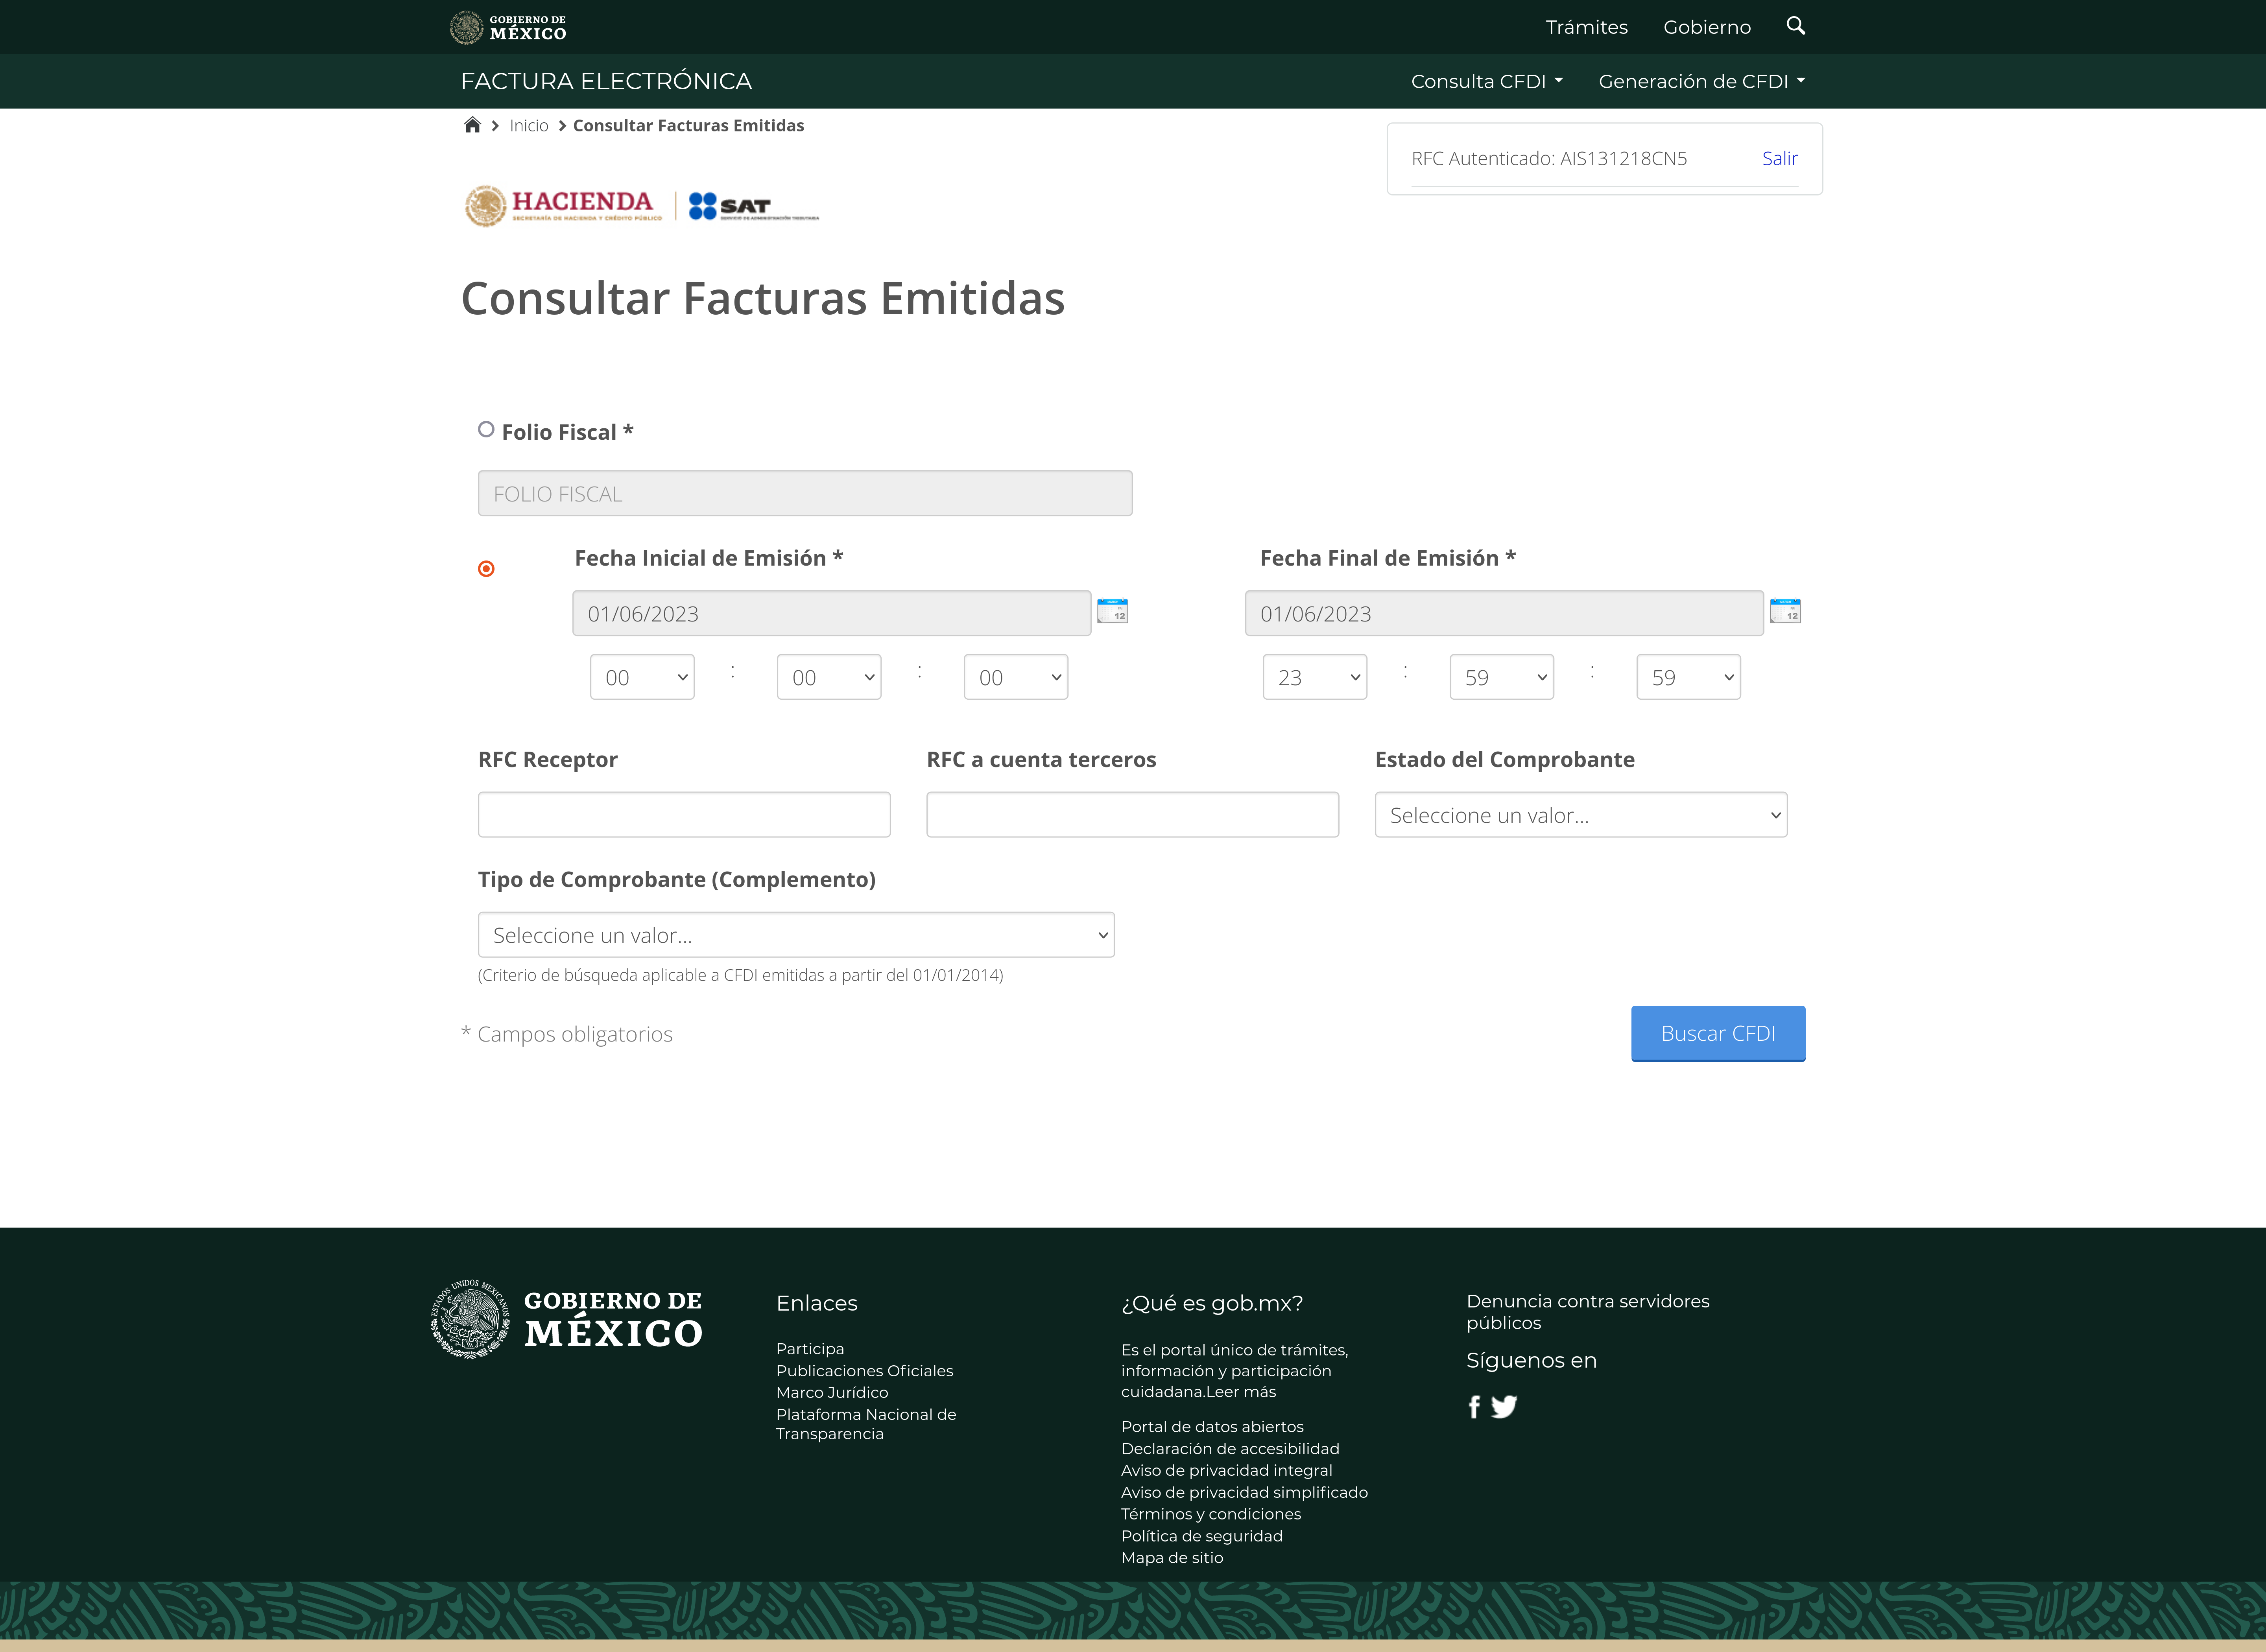 GOBIERNO DE
MÉXICO
Trámites
Gobierno
FACTURA ELECTRÓNICA
Consulta CFDI
Generación de CFDI
Inicio
Consultar Facturas Emitidas
RFC Autenticado: AIS131218CN5
Salir
HACIENDA
SECRETARÍA DE HACIENDA Y CRÉDITO PÚBLICO
SAT
SERVICIO DE ADMINISTRACIÓN TRIBUTARIA
Consultar Facturas Emitidas
Folio Fiscal *
FOLIO FISCAL
Fecha Inicial de Emisión *
Fecha Final de Emisión *
01/06/2023
12
01/06/2023
12
00 : 00 : 00
23 : 59 : 59
RFC Receptor
RFC a cuenta terceros
Estado del Comprobante
Seleccione un valor...
Tipo de Comprobante (Complemento)
Seleccione un valor...
(Criterio de búsqueda aplicable a CFDI emitidas a partir del 01/01/2014)
* Campos obligatorios
Buscar CFDI
ESTADOS UNIDOS MEXICANOS
GOBIERNO DE
MÉXICO
Enlaces
Participa
Publicaciones Oficiales
Marco Jurídico
Plataforma Nacional de
Transparencia
¿Qué es gob.mx?
Es el portal único de trámites,
información y participación
cuidadana.Leer más
Portal de datos abiertos
Declaración de accesibilidad
Aviso de privacidad integral
Aviso de privacidad simplificado
Términos y condiciones
Política de seguridad
Mapa de sitio
Denuncia contra servidores
públicos
Síguenos en